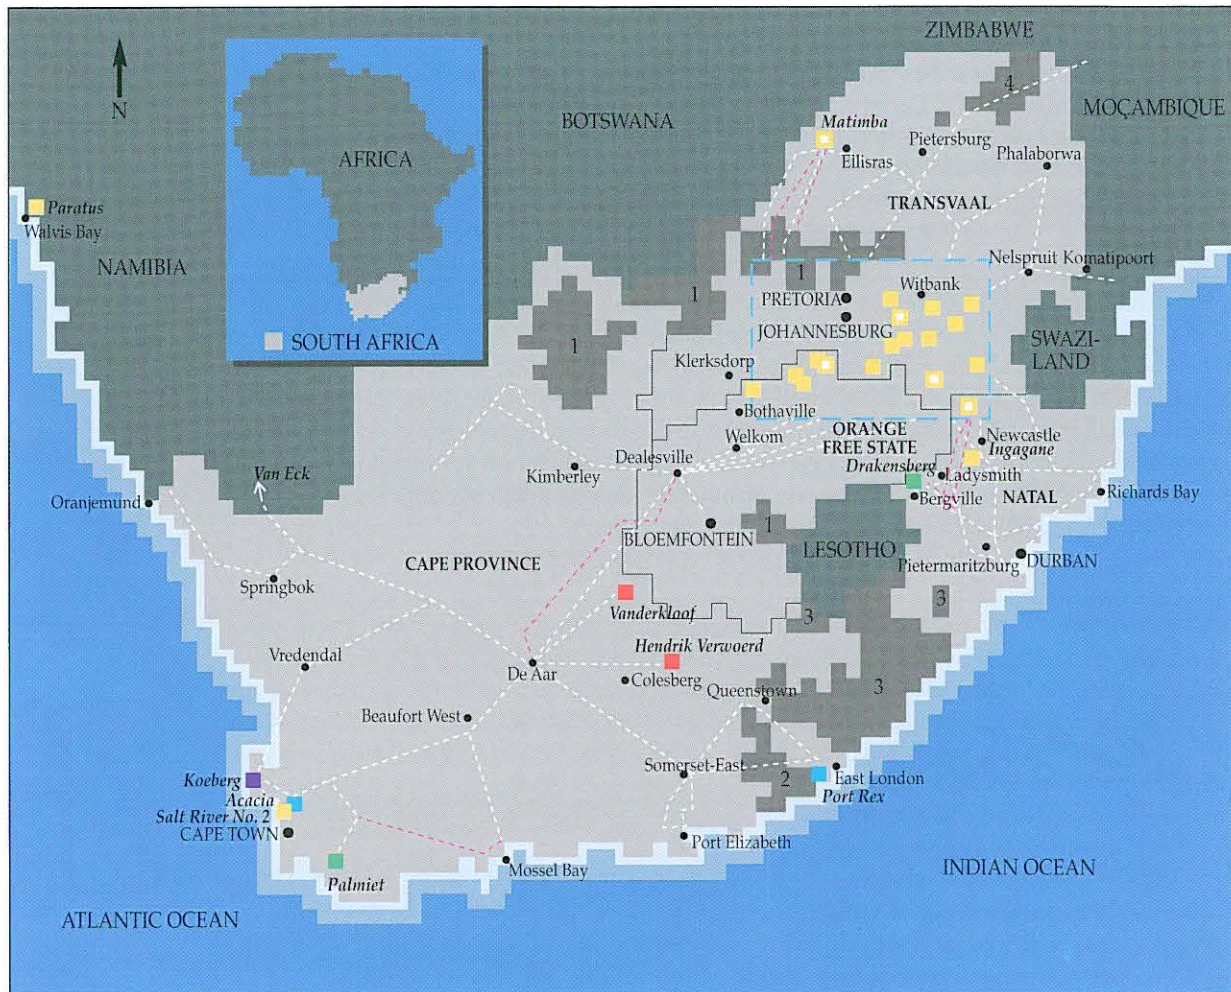 ZIMBABWE
N
BOTSWANA
MOÇAMBIQUE
AFRICA
SOUTH AFRICA
4
Matimba
Ellisras
Pietersburg
Phalaborwa
TRANSVAAL
Paratus
Walvis Bay
NAMIBIA
Nelspruit
Komatipoort
1
1
1
PRETORIA
Witbank
JOHANNESBURG
SWAZI-
LAND
Klerksdorp
Bothaville
Welkom
ORANGE
FREE STATE
Newcastle
Ingagane
Drakensberg
Ladysmith
Bergville
NATAL
Richards Bay
Van Eck
Kimberley
Dealesville
Oranjemund
1
BLOEMFONTEIN
LESOTHO
Pietermaritzburg
DURBAN
CAPE PROVINCE
Springbok
Vanderkloof
3
3
Hendrik Verwoerd
Vredendal
De Aar
Colesberg
Queenstown
3
Beaufort West
Koeberg
Somerset-East
2
East London
Port Rex
Acacia
Salt River No. 2
CAPE TOWN
Port Elizabeth
Palmiet
Mossel Bay
INDIAN OCEAN
ATLANTIC OCEAN